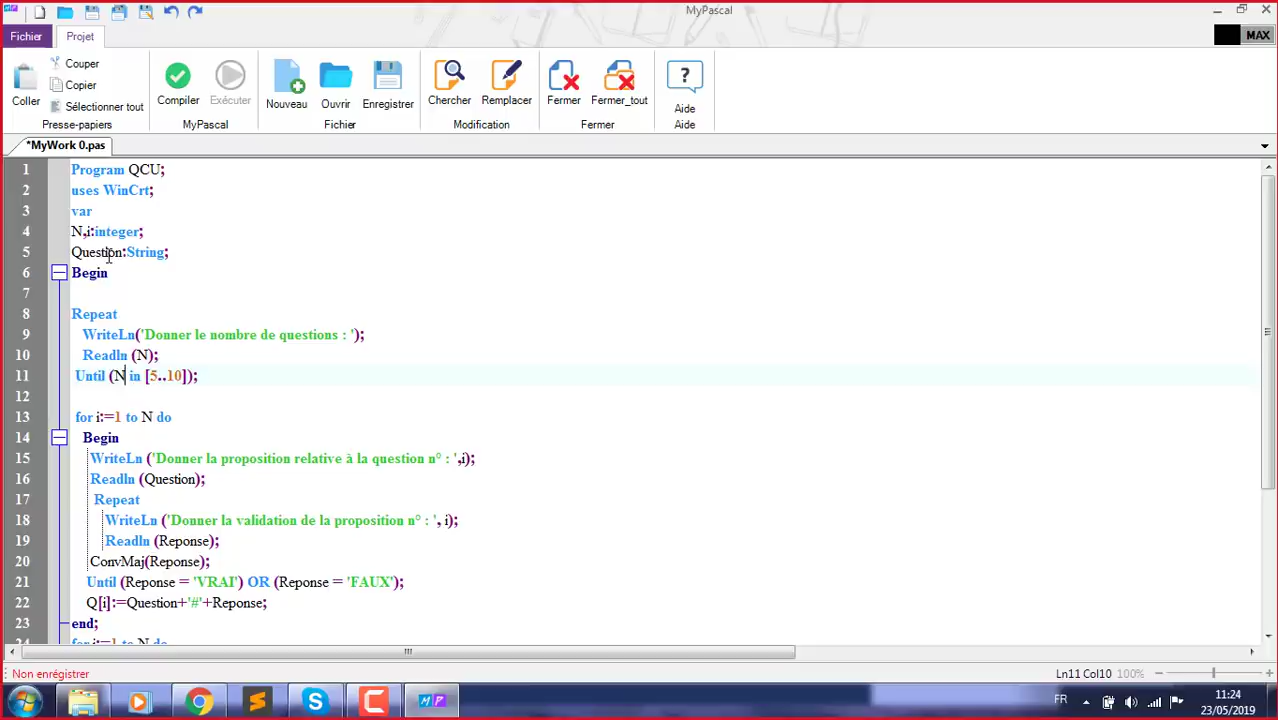 MyPascal
Fichier
Projet
MAX
Coller
Couper
Copier
Sélectionner tout
Presse-papiers
Compiler
Exécuter
MyPascal
Nouveau
Ouvrir
Enregistrer
Fichier
Chercher
Remplacer
Modification
Fermer
Fermer_tout
Fermer
Aide
Aide
*MyWork 0.pas
1 Program QCU;
2 uses WinCrt;
3 var
4 N,i:integer;
5 Question:String;
6 Begin
7
8 Repeat
9 WriteLn('Donner le nombre de questions : ');
10 Readln (N);
11 Until (N in [5..10]);
12
13 for i:=1 to N do
14 Begin
15 WriteLn ('Donner la proposition relative à la question n° : ',i);
16 Readln (Question);
17 Repeat
18 WriteLn ('Donner la validation de la proposition n° : ', i);
19 Readln (Reponse);
20 ConvMaj(Reponse);
21 Until (Reponse = 'VRAI') OR (Reponse = 'FAUX');
22 Q[i]:=Question+'#'+Reponse;
23 end;
24 for i:=1 to N do
Non enrégistrer
Ln11 Col10 100%
FR
11:24
23/05/2019